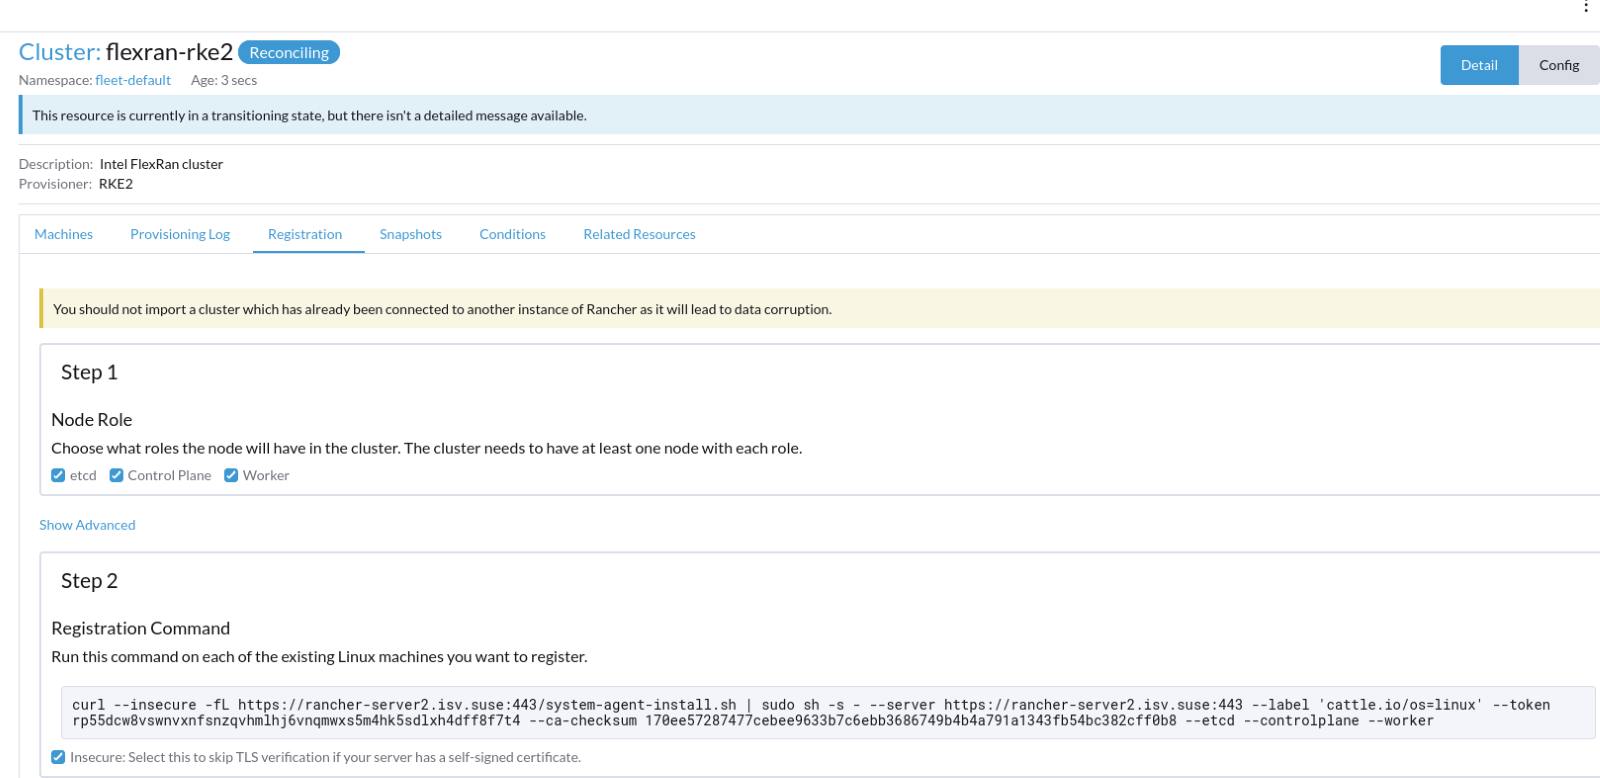 Cluster: flexran-rke2 Reconciling
Detail Config
Namespace: fleet-default Age: 3 secs
This resource is currently in a transitioning state, but there isn't a detailed message available.
Description: Intel FlexRan cluster
Provisioner: RKE2
Machines Provisioning Log Registration Snapshots Conditions Related Resources
You should not import a cluster which has already been connected to another instance of Rancher as it will lead to data corruption.
Step 1
Node Role
Choose what roles the node will have in the cluster. The cluster needs to have at least one node with each role.
etcd Control Plane Worker
Show Advanced
Step 2
Registration Command
Run this command on each of the existing Linux machines you want to register.
curl --insecure -fL https://rancher-server2.isv.suse:443/system-agent-install.sh | sudo sh -s - --server https://rancher-server2.isv.suse:443 --label 'cattle.io/os=linux' --token
rp55dcw8vswnvxnfsnzqvhmlhj6vnqmwxs5m4hk5sdlxh4dff8f7t4 --ca-checksum 170ee57287477cebee9633b7c6ebb3686749b4b4a791a1343fb54bc382cff0b8 --etcd --controlplane --worker
Insecure: Select this to skip TLS verification if your server has a self-signed certificate.